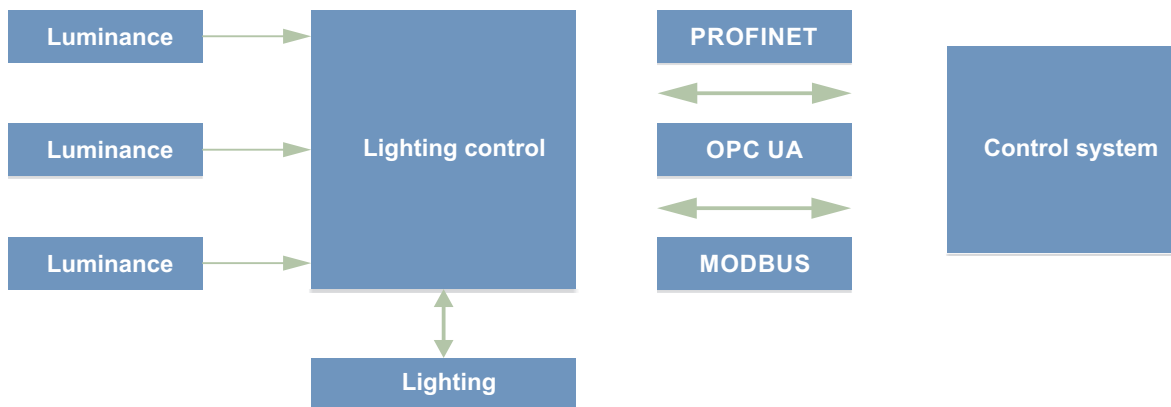 Luminance
Luminance
Luminance
Lighting control
Lighting
PROFINET
OPC UA
MODBUS
Control system